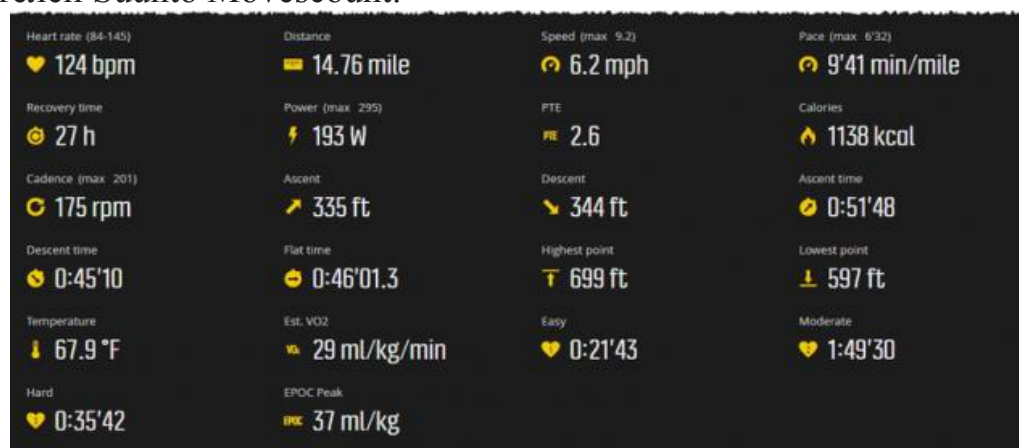 Suunto Movescount.
Heart rate (84-145) Distance Speed (max 9.2) Pace (max 6'32)
124 bpm 14.76 mile 6.2 mph 9'41 min/mile
Recovery time Power (max 295) PTE Calories
27 h 193 W PTE 2.6 1138 kcal
Cadence (max 201) Ascent Descent Ascent time
175 rpm 335 ft 344 ft 0:51'48
Descent time Flat time Highest point Lowest point
0:45'10 0:46'01.3 699 ft 597 ft
Temperature Est. VO2 Easy Moderate
67.9 °F VO2 29 ml/kg/min 0:21'43 1:49'30
Hard EPOC Peak
0:35'42 EPOC 37 ml/kg